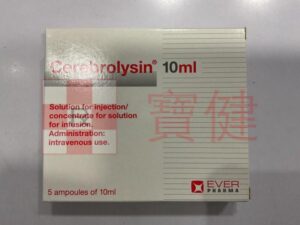 Cerebrolysin® 10ml
Solution for injection/
concentrate for solution
for infusion.
Administration:
intravenous use.
寶健
5 ampoules of 10ml
EVER
PHARMA